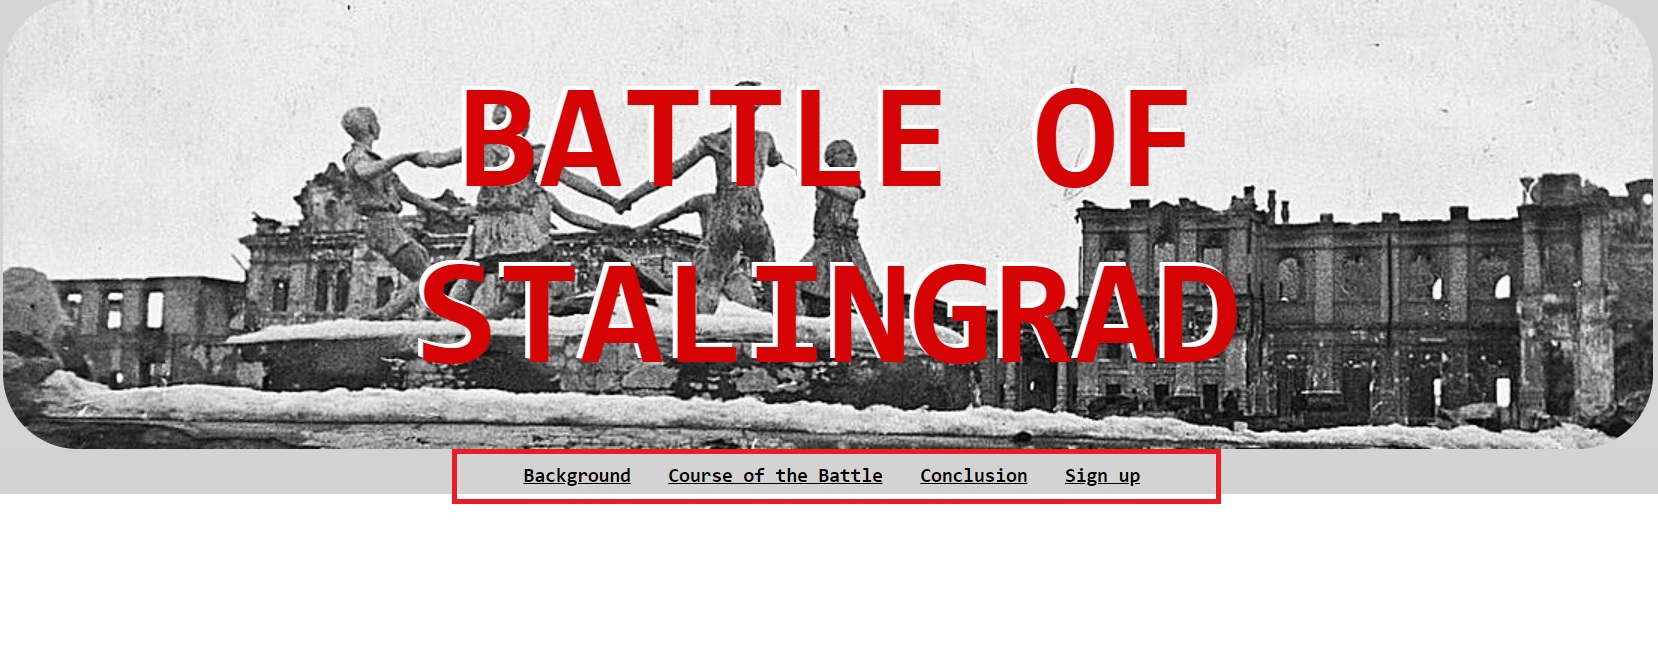 BATTLE OF
STALINGRAD
Background Course of the Battle Conclusion Sign up